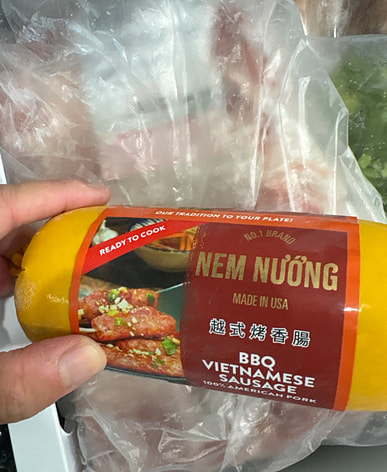 OUR TRADITION TO YOUR PLATE!
READY TO COOK
NO.1 BRAND
NEM NƯỚNG
MADE IN USA
越式烤香腸
BBQ
VIETNAMESE
SAUSAGE
100% AMERICAN PORK